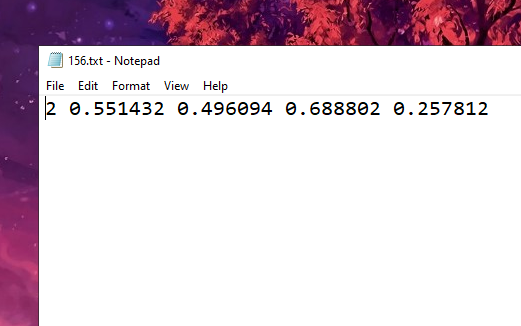 156.txt - Notepad
File Edit Format View Help
2 0.551432 0.496094 0.688802 0.257812